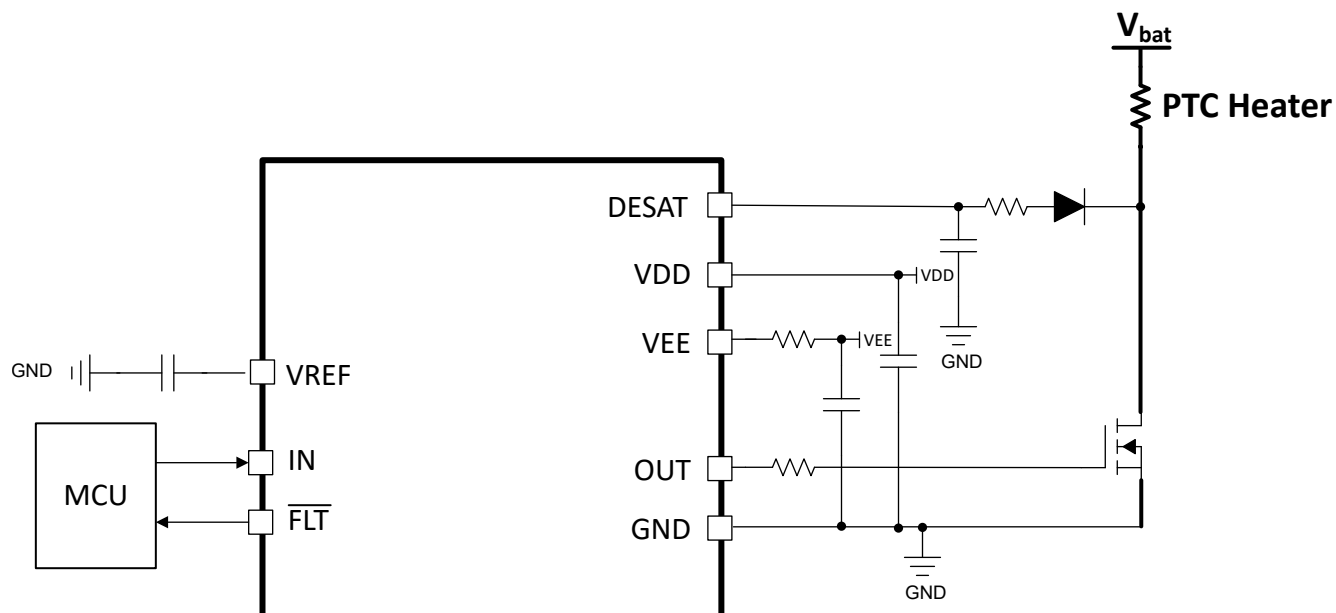 Vbat
PTC Heater
DESAT
VDD
VDD
VEE
VEE
GND
GND
VREF
MCU
IN
FLT
OUT
GND
GND